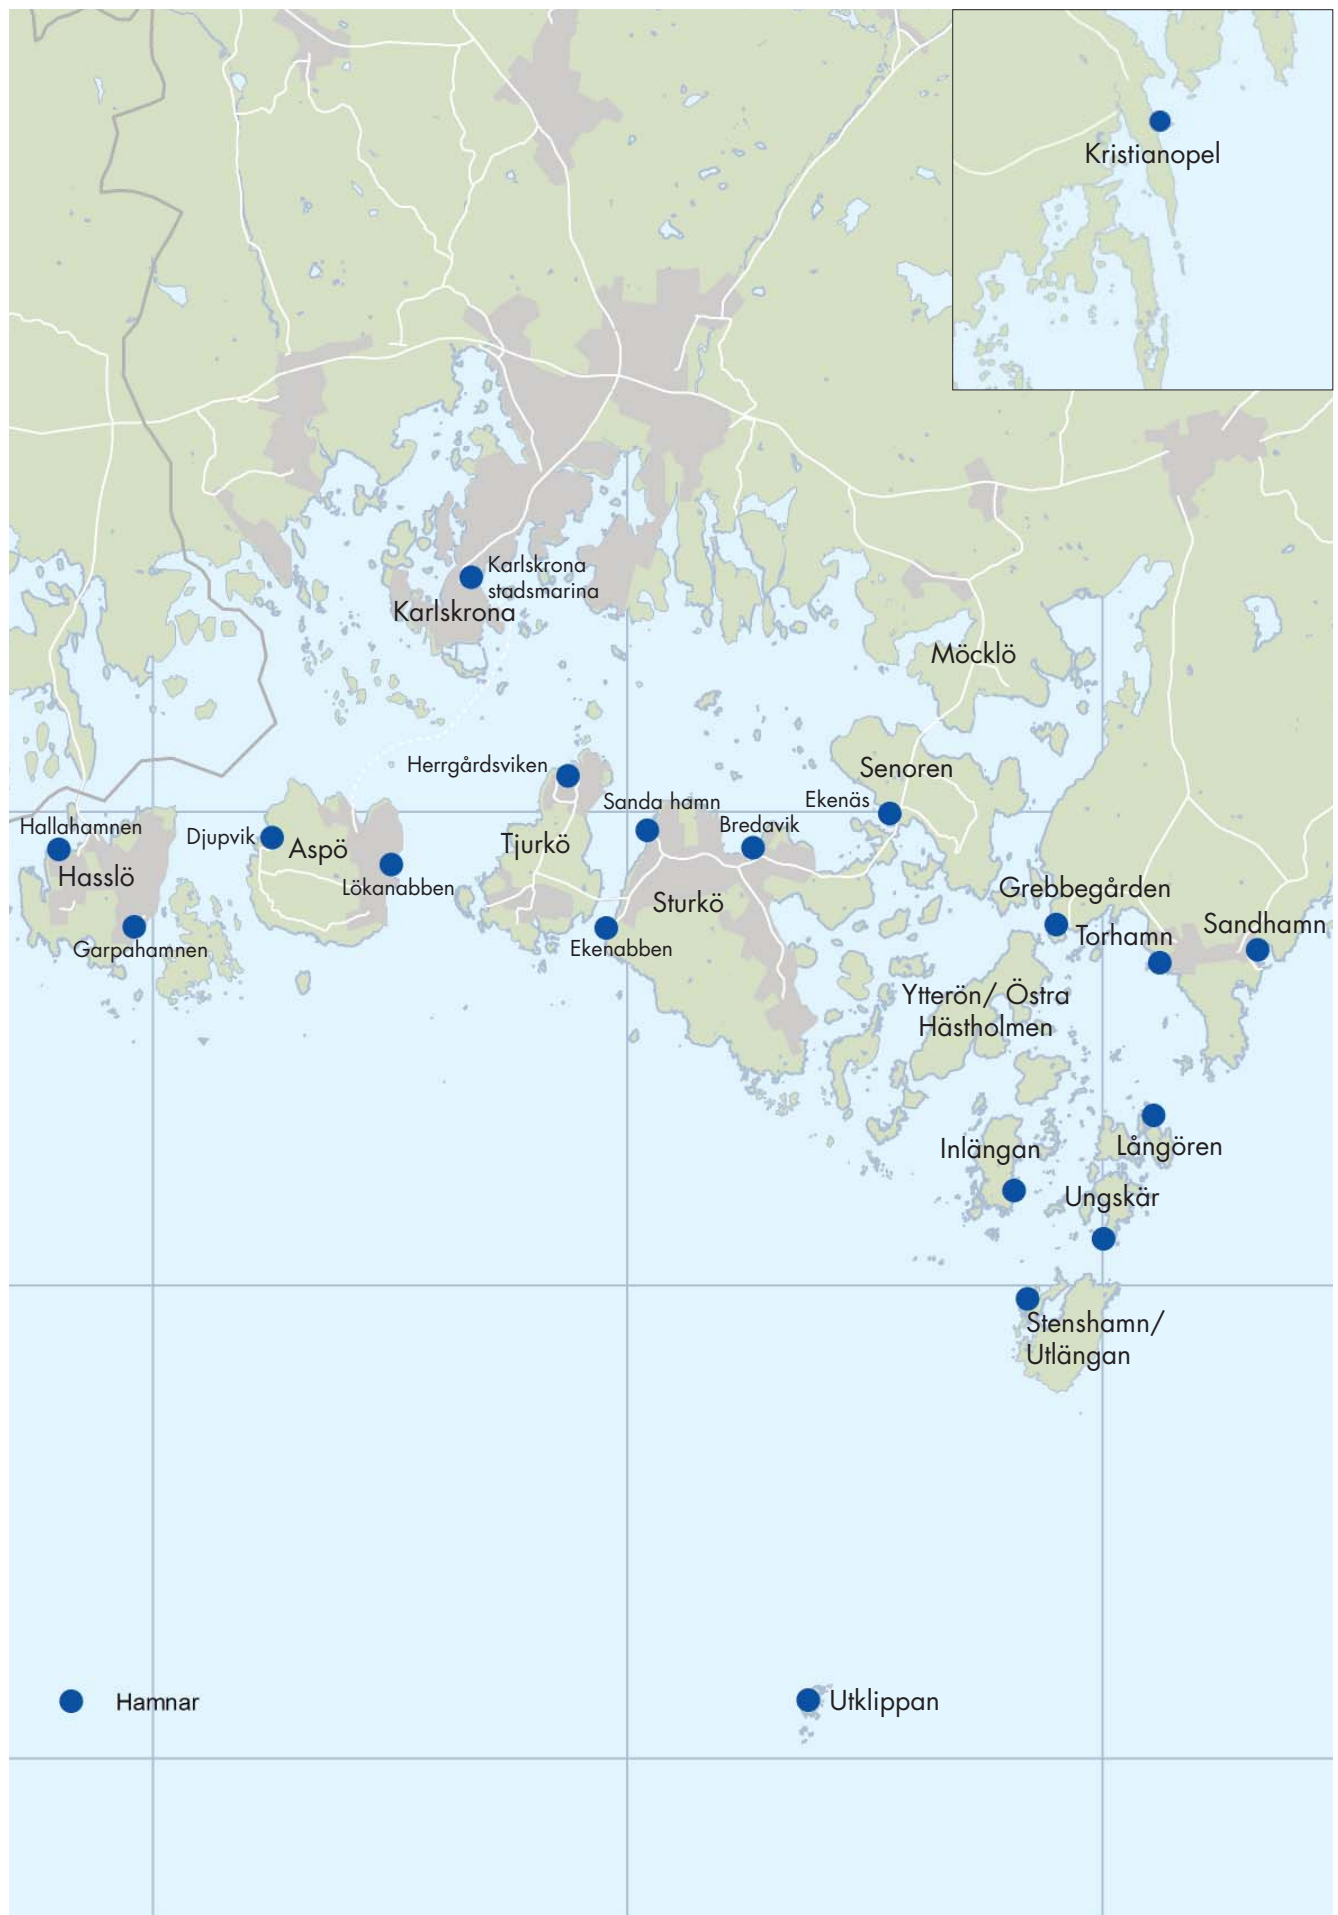 Kristianopel
Karlskrona
stadsmarina
Karlskrona
Möcklö
Herrgårdsviken
Senoren
Sanda hamn
Ekenäs
Hallahamnen
Djupvik
Aspö
Tjurkö
Bredavik
Hasslö
Lökanabben
Sturkö
Grebbegården
Garpahamnen
Ekenabben
Torhamn
Sandhamn
Ytterön/ Östra
Hästholmen
Inlängan
Långören
Ungskär
Stenshamn/
Utlängan
Hamnar
Utklippan